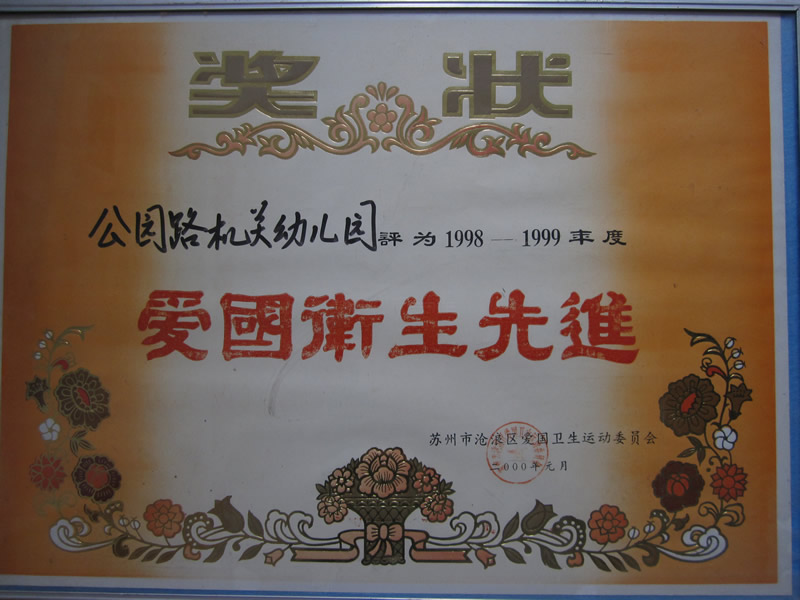 奖状
公园路机关幼儿园評为1998—1999年度
爱國衛生先進
苏州市沧浪区爱国卫生运动委员会
二000年元月